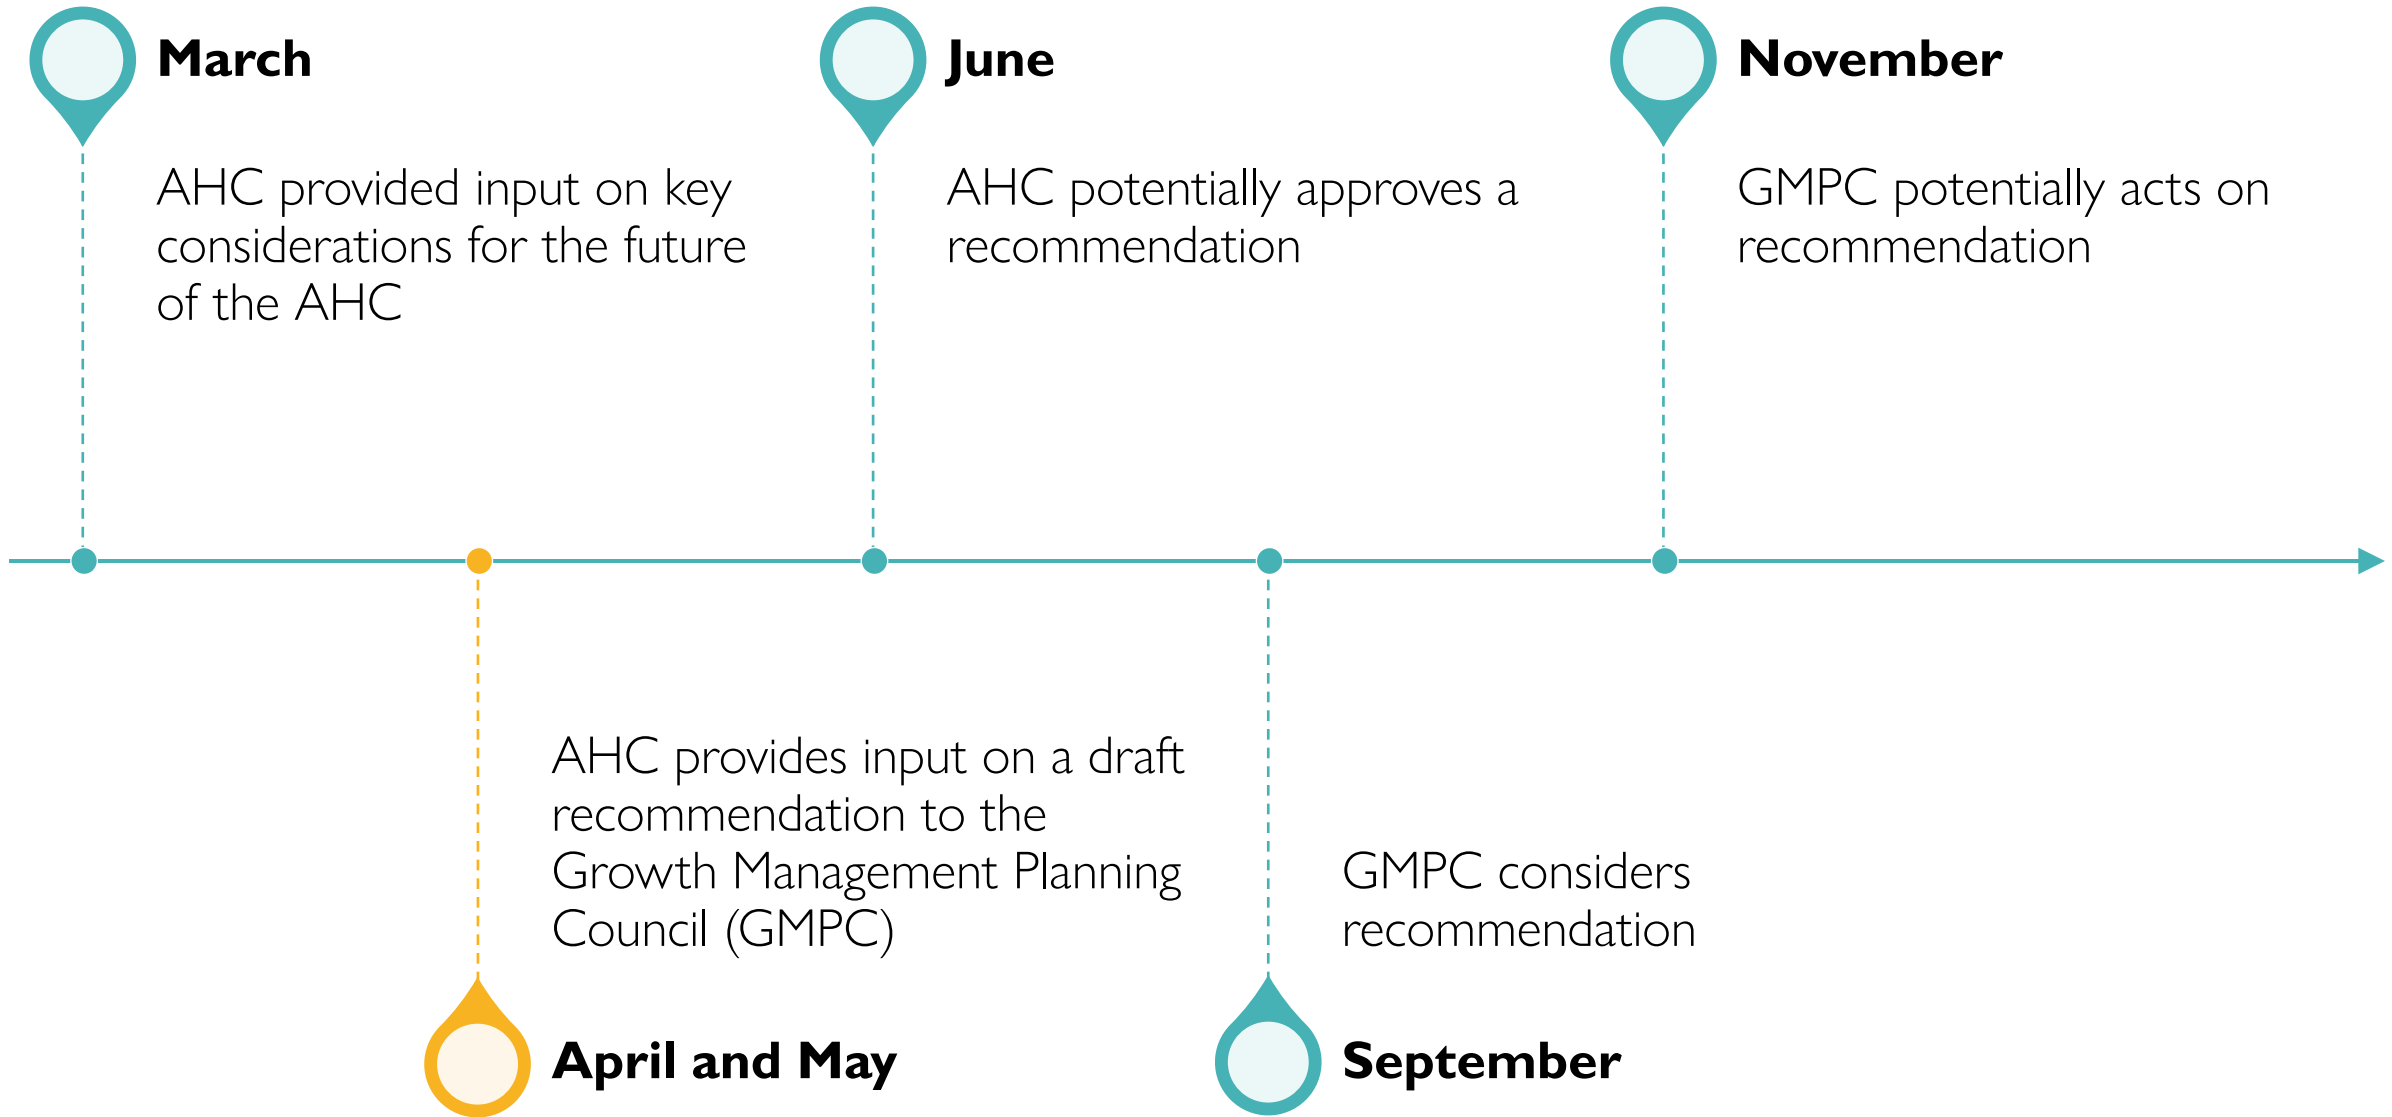 March
AHC provided input on key
considerations for the future
of the AHC
April and May
AHC provides input on a draft
recommendation to the
Growth Management Planning
Council (GMPC)
June
AHC potentially approves a
recommendation
September
GMPC considers
recommendation
November
GMPC potentially acts on
recommendation